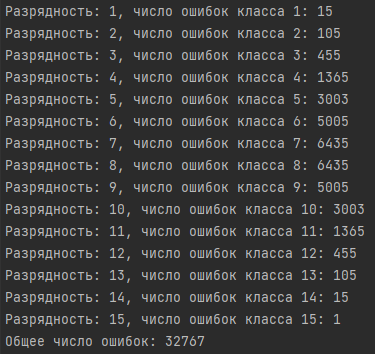 Разрядность: 1, число ошибок класса 1: 15
Разрядность: 2, число ошибок класса 2: 105
Разрядность: 3, число ошибок класса 3: 455
Разрядность: 4, число ошибок класса 4: 1365
Разрядность: 5, число ошибок класса 5: 3003
Разрядность: 6, число ошибок класса 6: 5005
Разрядность: 7, число ошибок класса 7: 6435
Разрядность: 8, число ошибок класса 8: 6435
Разрядность: 9, число ошибок класса 9: 5005
Разрядность: 10, число ошибок класса 10: 3003
Разрядность: 11, число ошибок класса 11: 1365
Разрядность: 12, число ошибок класса 12: 455
Разрядность: 13, число ошибок класса 13: 105
Разрядность: 14, число ошибок класса 14: 15
Разрядность: 15, число ошибок класса 15: 1
Общее число ошибок: 32767